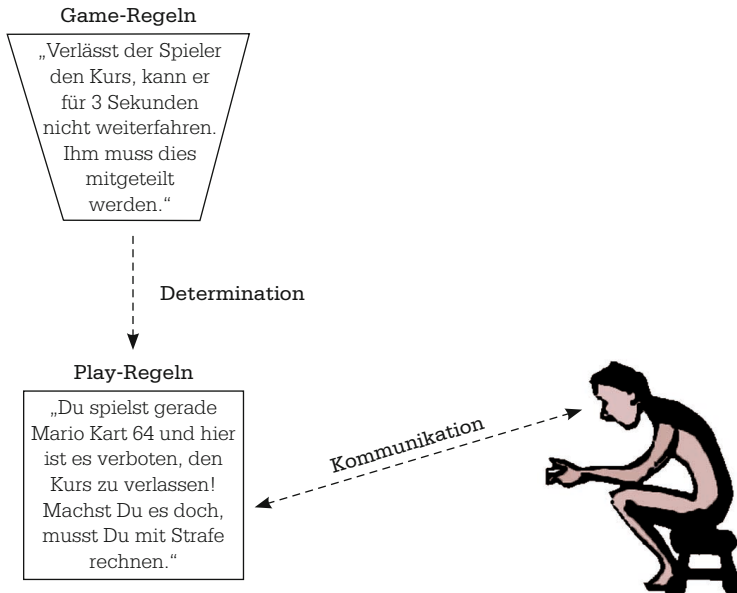 Game-Regeln
„Verlässt der Spieler
den Kurs, kann er
für 3 Sekunden
nicht weiterfahren.
Ihm muss dies
mitgeteilt
werden.“
Determination
Play-Regeln
„Du spielst gerade
Mario Kart 64 und hier
ist es verboten, den
Kurs zu verlassen!
Machst Du es doch,
musst Du mit Strafe
rechnen.“
Kommunikation